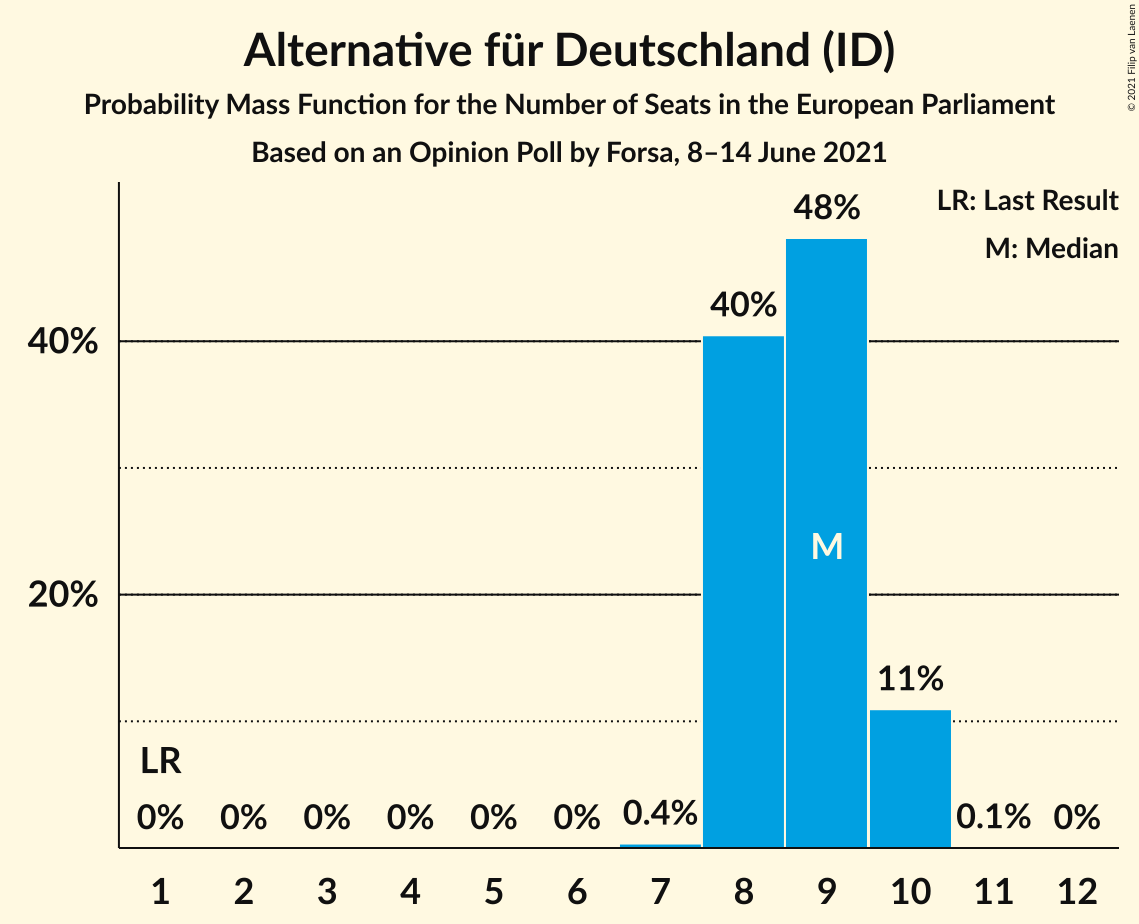 Alternative für Deutschland (ID)
Probability Mass Function for the Number of Seats in the European Parliament
Based on an Opinion Poll by Forsa, 8–14 June 2021
© 2021 Filip van Laenen
LR: Last Result
M: Median
48%
40%
40%
M
20%
11%
LR
0% 0% 0% 0% 0% 0% 0.4% 0.1% 0%
1 2 3 4 5 6 7 8 9 10 11 12